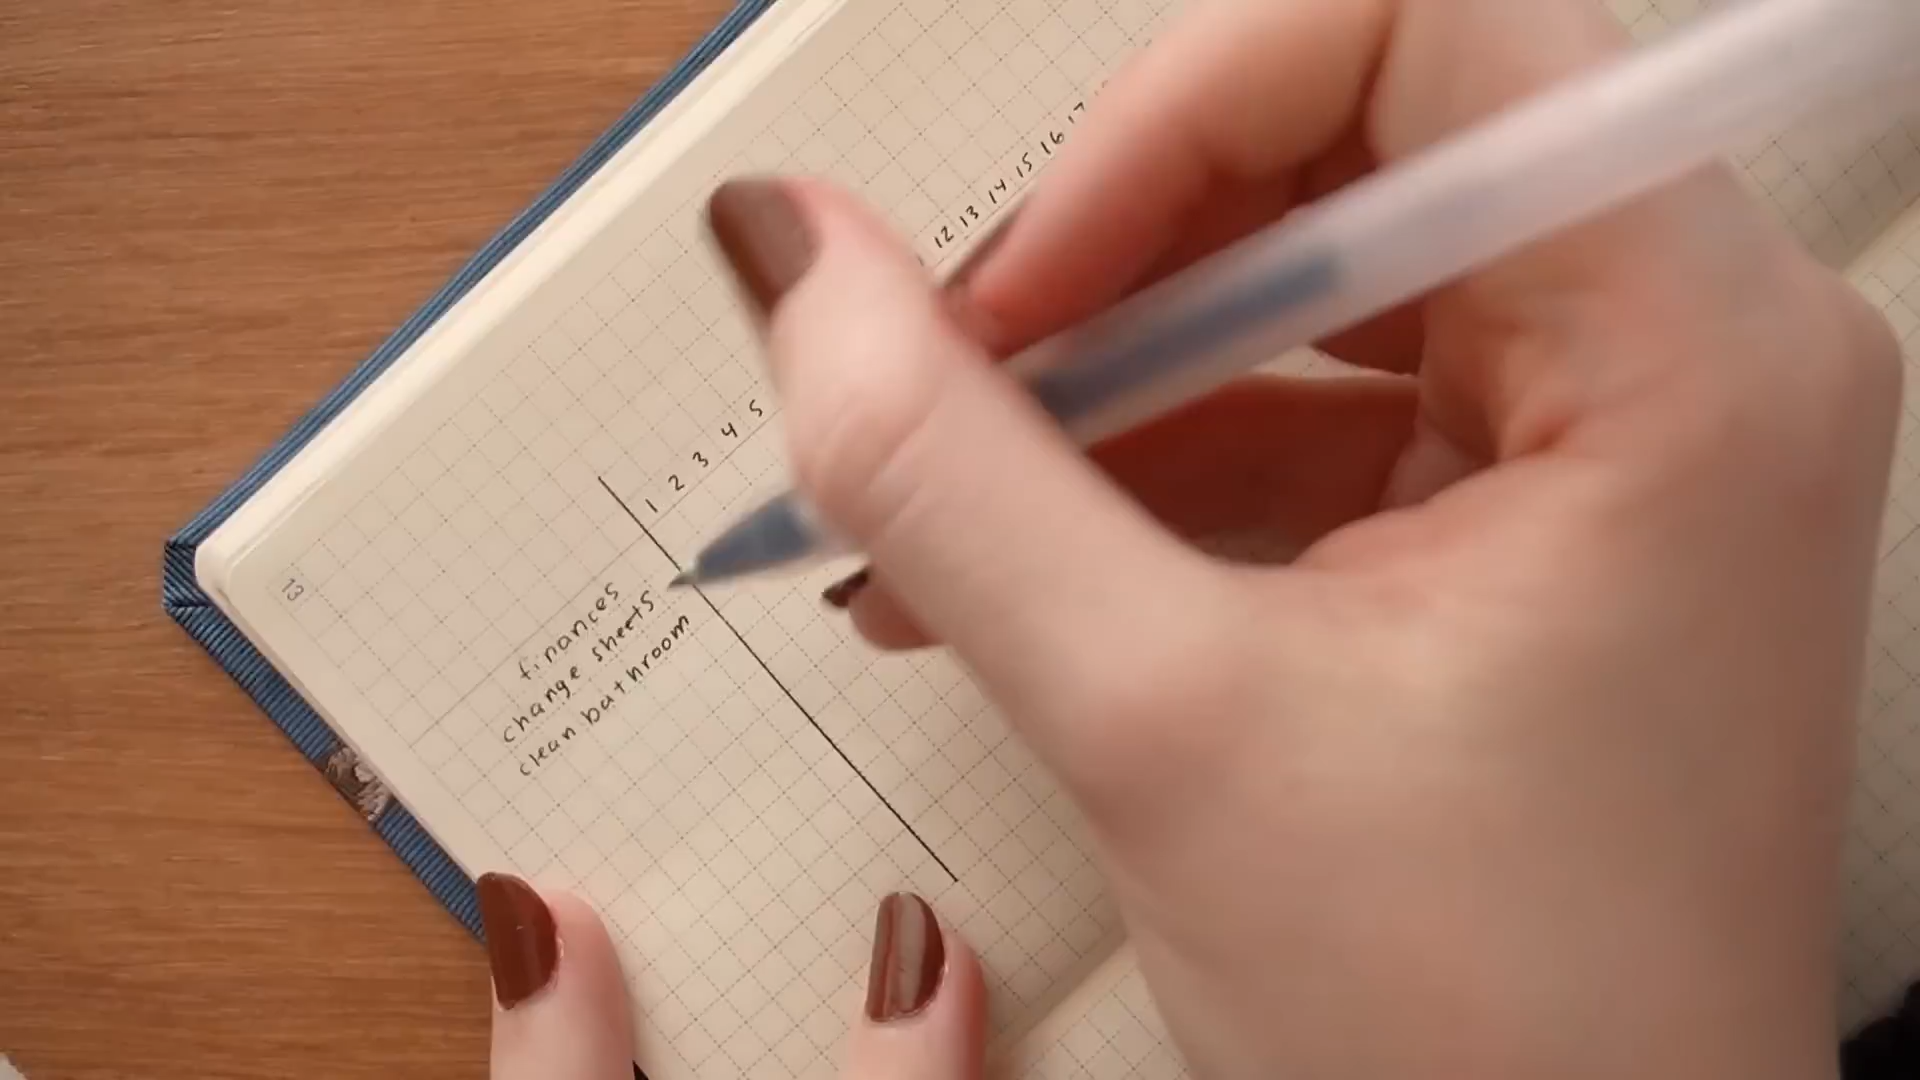 1 2 3 4 5 12 13 14 15 16 17
finances
change sheets
clean bathroom
13